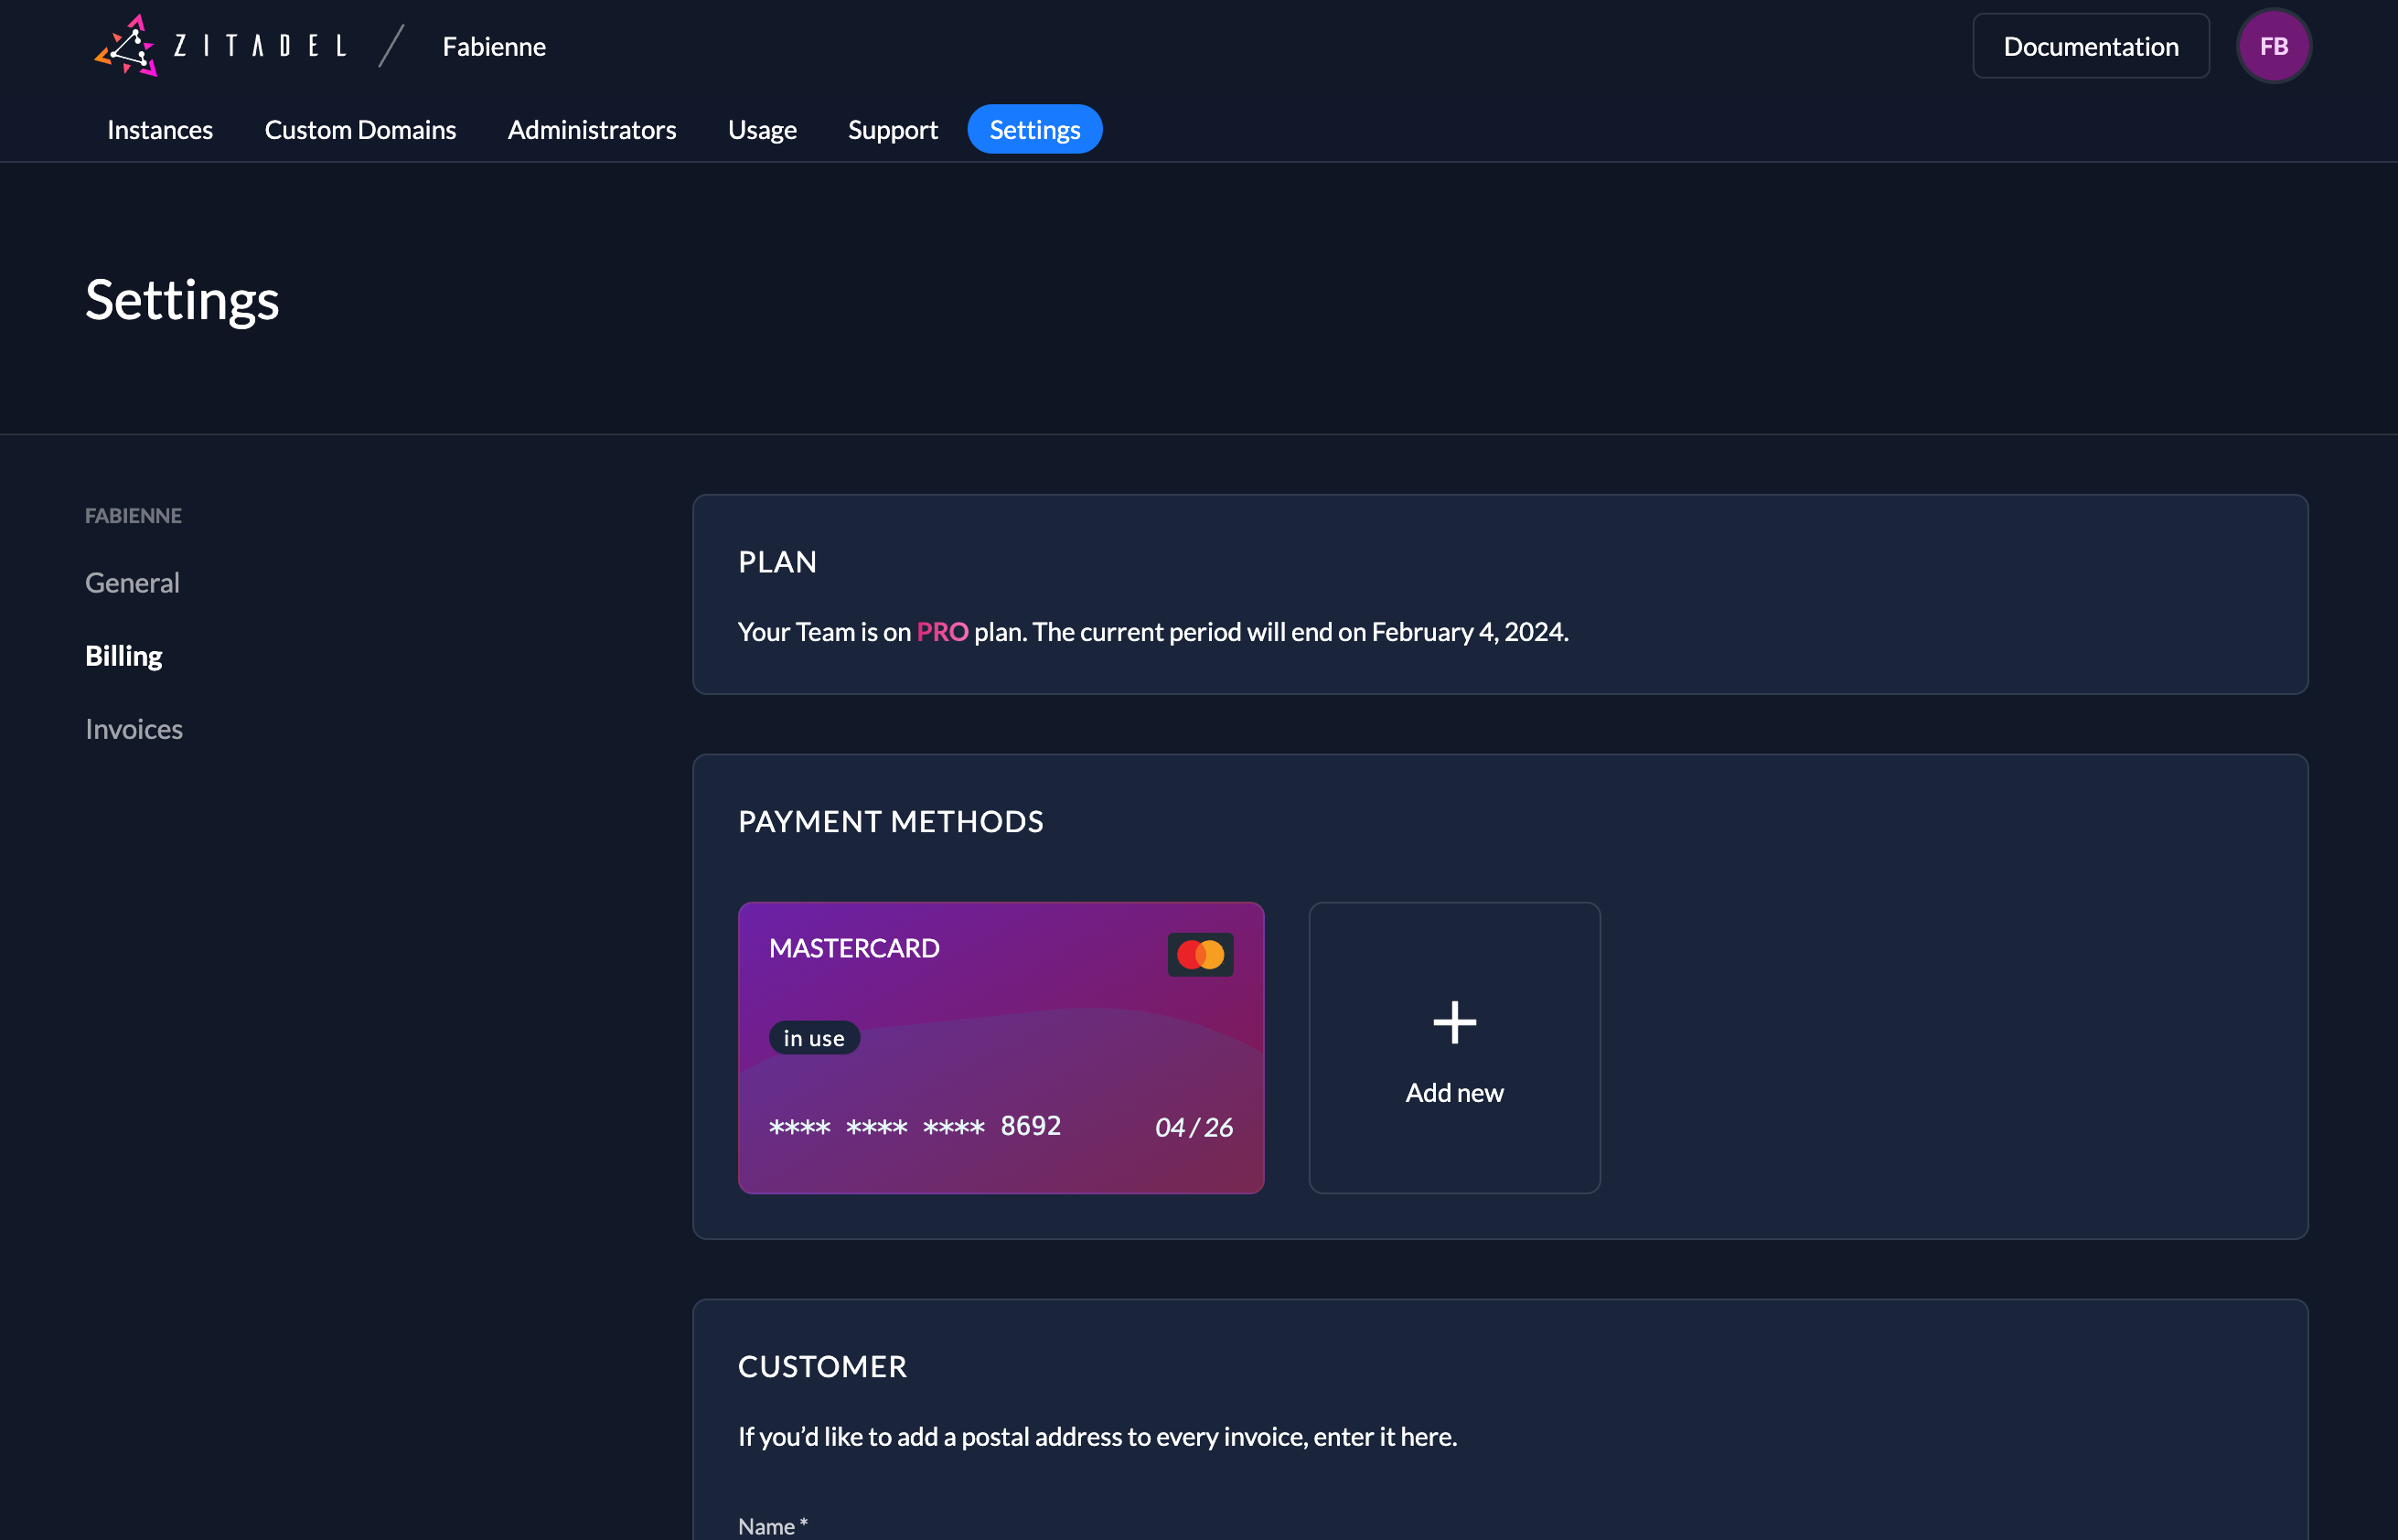 ZITADEL / Fabienne
Documentation
FB
Instances Custom Domains Administrators Usage Support Settings
Settings
FABIENNE
General
Billing
Invoices
PLAN
Your Team is on PRO plan. The current period will end on February 4, 2024.
PAYMENT METHODS
MASTERCARD
in use
**** **** **** 8692 04 / 26
Add new
CUSTOMER
If you’d like to add a postal address to every invoice, enter it here.
Name *